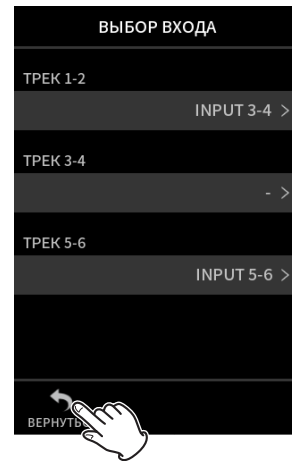 ВЫБОР ВХОДА
ТРЕК 1-2
INPUT 3-4 >
ТРЕК 3-4
- >
ТРЕК 5-6
INPUT 5-6 >